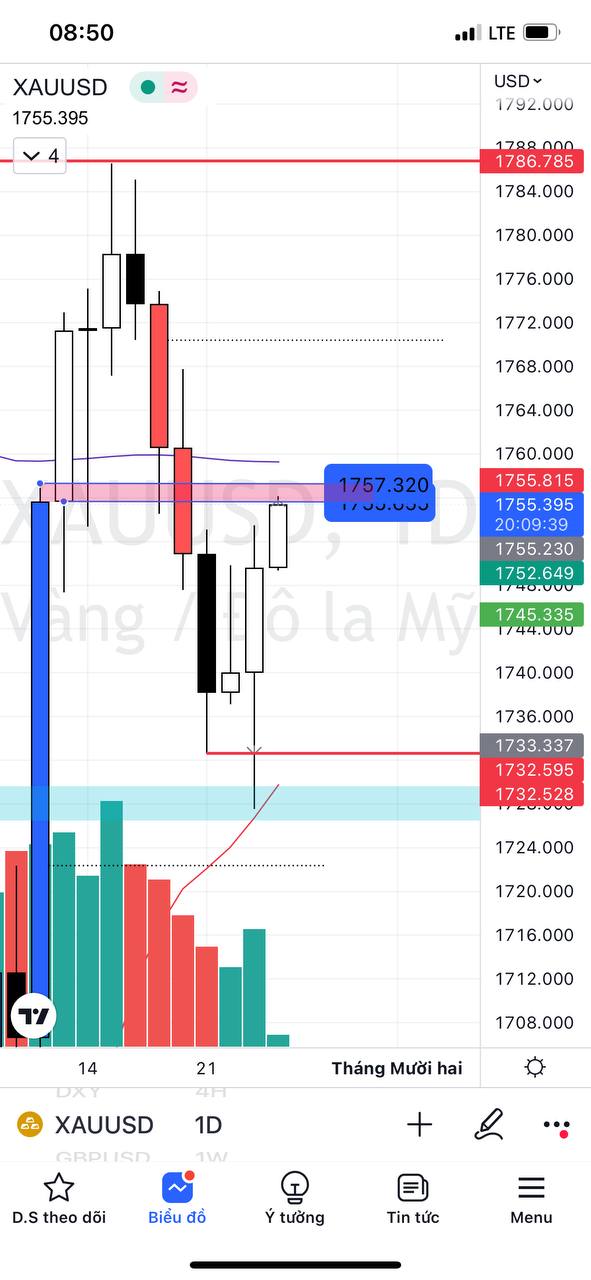 08:50
LTE
XAUUSD
USD
1755.395
4
1792.000
1788.000
1786.785
1784.000
1780.000
1776.000
1772.000
1768.000
1764.000
1760.000
1757.320
1755.815
1755.395
20:09:39
1755.230
1752.649
1748.000
1745.335
1744.000
1740.000
1736.000
1733.337
1732.595
1732.528
1728.000
1724.000
1720.000
1716.000
1712.000
1708.000
XAUUSD, 1D
Vàng / Đô la Mỹ
14
21
Tháng Mười hai
DXY 4H
XAUUSD 1D
GBPUSD 1W
D.S theo dõi
Biểu đồ
Ý tưởng
Tin tức
Menu